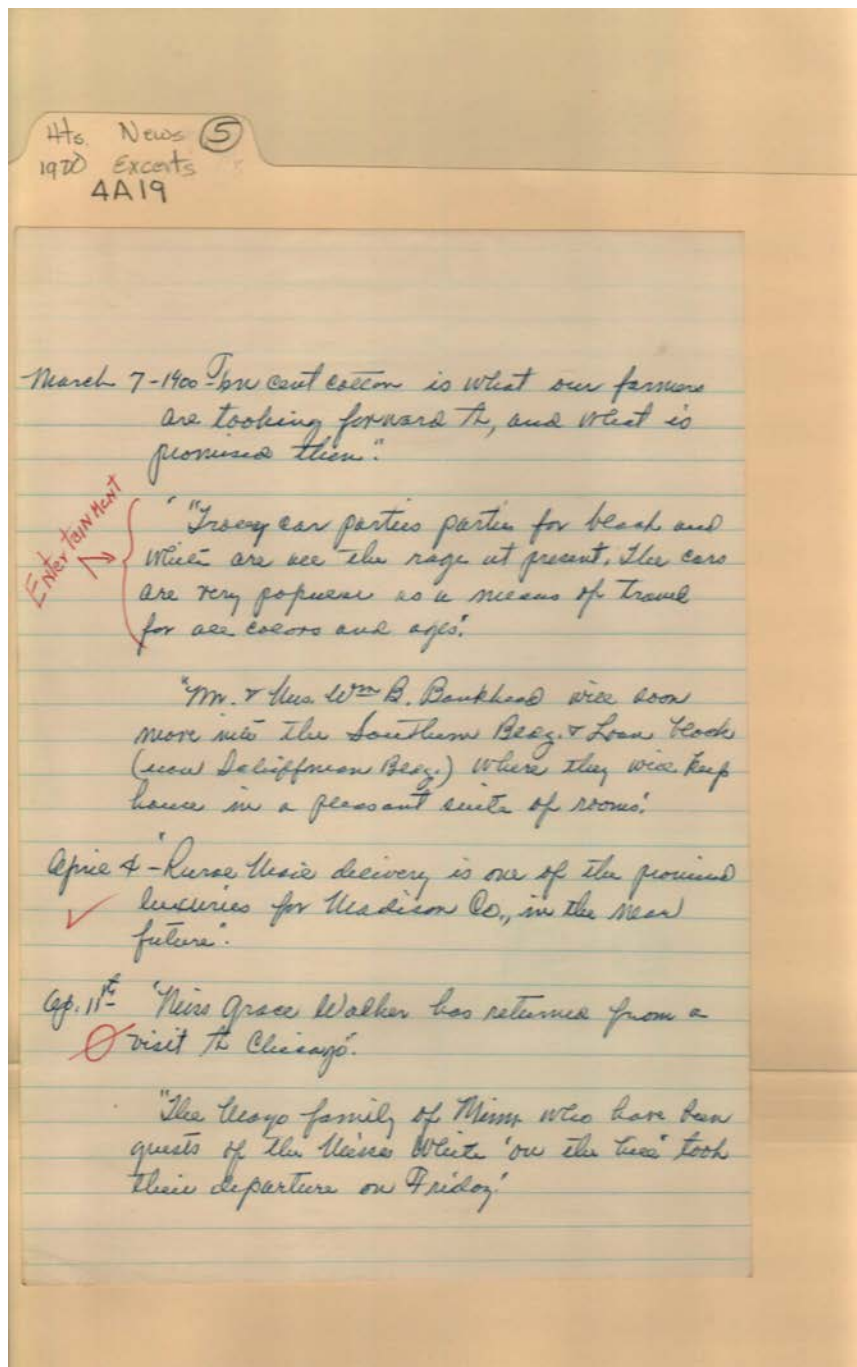 Hts. News (5)
1900 Excerts
4A19
March 7-1900 - "Ten cent cotton is what our farmers
are looking forward to, and what is
promised them."
Entertainment
"Trolley car parties parties for black and
white are all the rage at present. The cars
are very popular as a means of travel
for all colors and ages."
"Mr. & Mrs. Wm B. Bankhead will soon
move into the Southern Bldg. & Loan block
(now Schiffman Bldg.) where they will keep
house in a pleasant suite of rooms."
April 4 - "Rural Mail delivery is one of the promised
luxuries for Madison Co., in the near
future".
Ap. 11th "Miss Grace Walker has returned from a
visit to Chicago".
"The Mayo family of Minn who have been
guests of the Misses White 'on the hill' took
their departure on Friday."